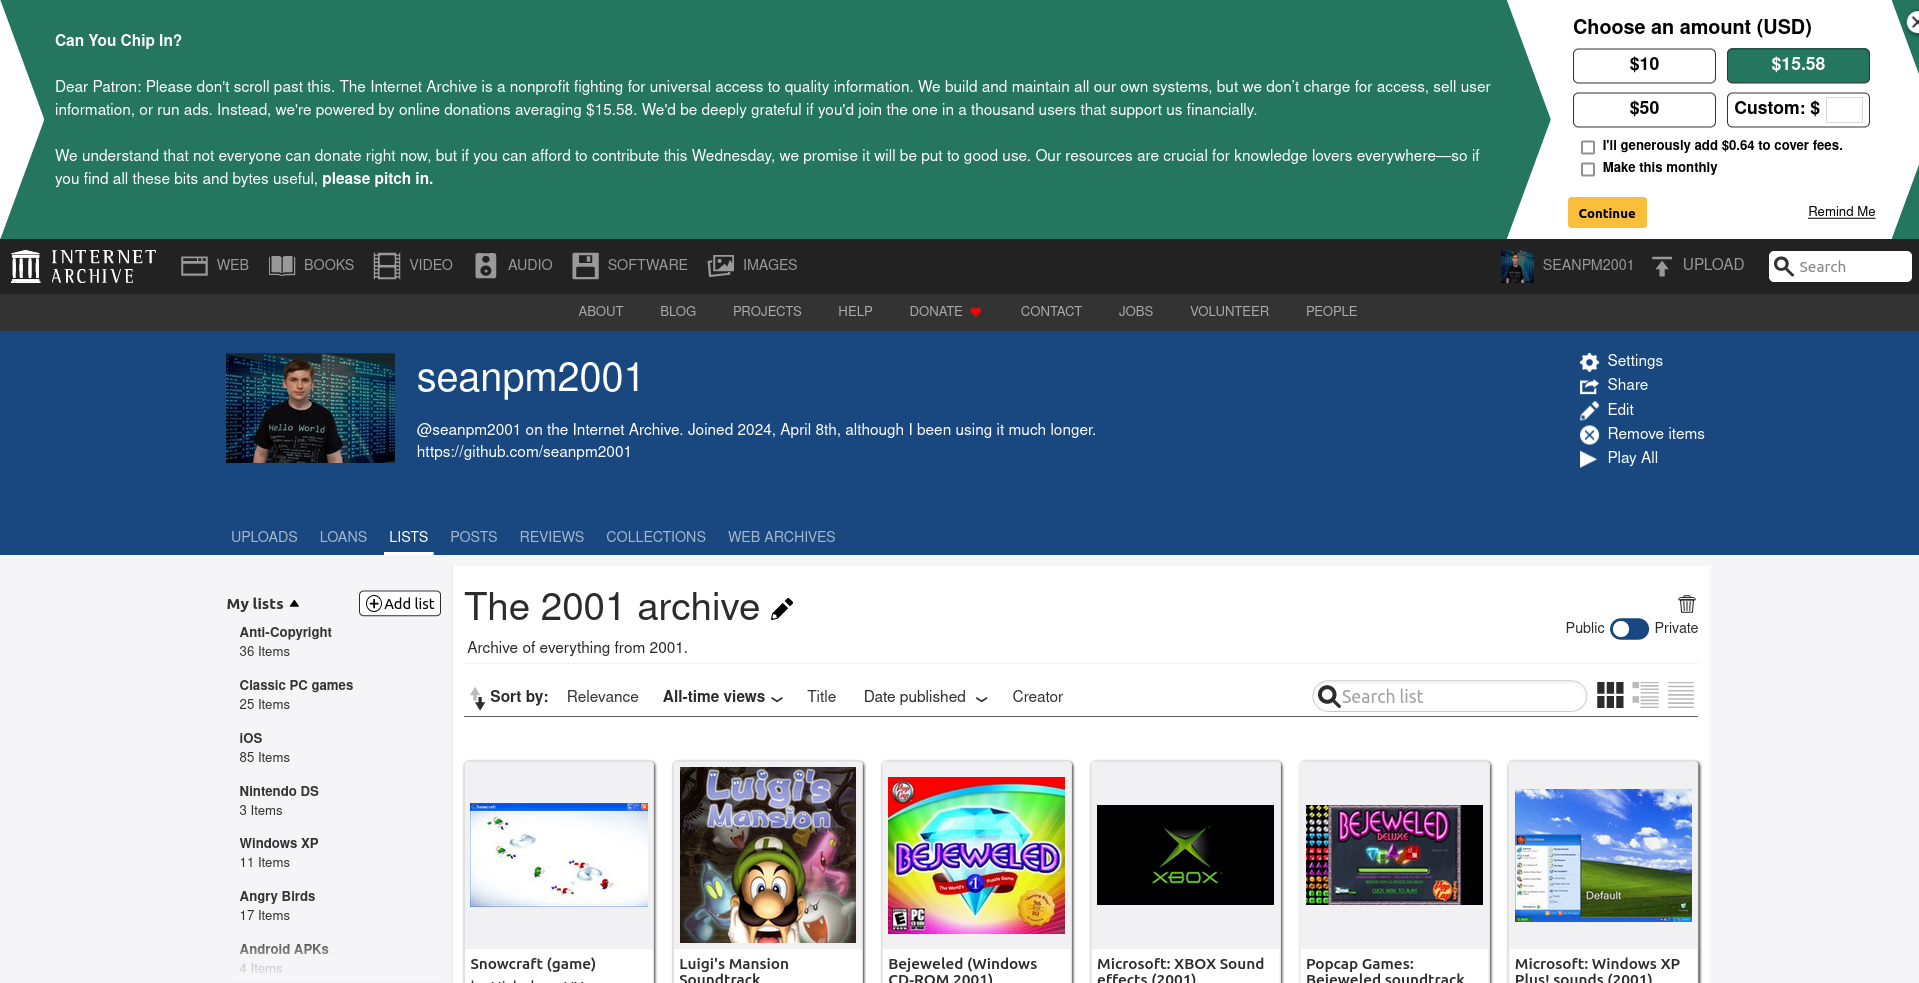 Can You Chip In?
Dear Patron: Please don't scroll past this. The Internet Archive is a nonprofit fighting for universal access to quality information. We build and maintain all our own systems, but we don’t charge for access, sell user
information, or run ads. Instead, we're powered by online donations averaging $15.58. We'd be deeply grateful if you'd join the one in a thousand users that support us financially.
We understand that not everyone can donate right now, but if you can afford to contribute this Wednesday, we promise it will be put to good use. Our resources are crucial for knowledge lovers everywhere—so if
you find all these bits and bytes useful, please pitch in.
Choose an amount (USD)
$10
$15.58
$50
Custom: $
I'll generously add $0.64 to cover fees.
Make this monthly
Continue
Remind Me
INTERNET
ARCHIVE
WEB
BOOKS
VIDEO
AUDIO
SOFTWARE
IMAGES
SEANPM2001
UPLOAD
Search
ABOUT
BLOG
PROJECTS
HELP
DONATE
CONTACT
JOBS
VOLUNTEER
PEOPLE
Hello World
seanpm2001
@seanpm2001 on the Internet Archive. Joined 2024, April 8th, although I been using it much longer.
https://github.com/seanpm2001
Settings
Share
Edit
Remove items
Play All
UPLOADS
LOANS
LISTS
POSTS
REVIEWS
COLLECTIONS
WEB ARCHIVES
My lists
Add list
Anti-Copyright
36 Items
Classic PC games
25 Items
iOS
85 Items
Nintendo DS
3 Items
Windows XP
11 Items
Angry Birds
17 Items
Android APKs
4 Items
The 2001 archive
Archive of everything from 2001.
Public
Private
Sort by:
Relevance
All-time views
Title
Date published
Creator
Search list
Snowcraft
Luigi's
Mansion
BEJEWELED
The World's #1 Puzzle Game
XBOX
BEJEWELED
DELUXE
CLICK HERE TO PLAY!
Default
Snowcraft (game)
Luigi's Mansion
Soundtrack
Bejeweled (Windows
CD-ROM 2001)
Microsoft: XBOX Sound
effects (2001)
Popcap Games:
Bejeweled soundtrack
Microsoft: Windows XP
Plus! sounds (2001)